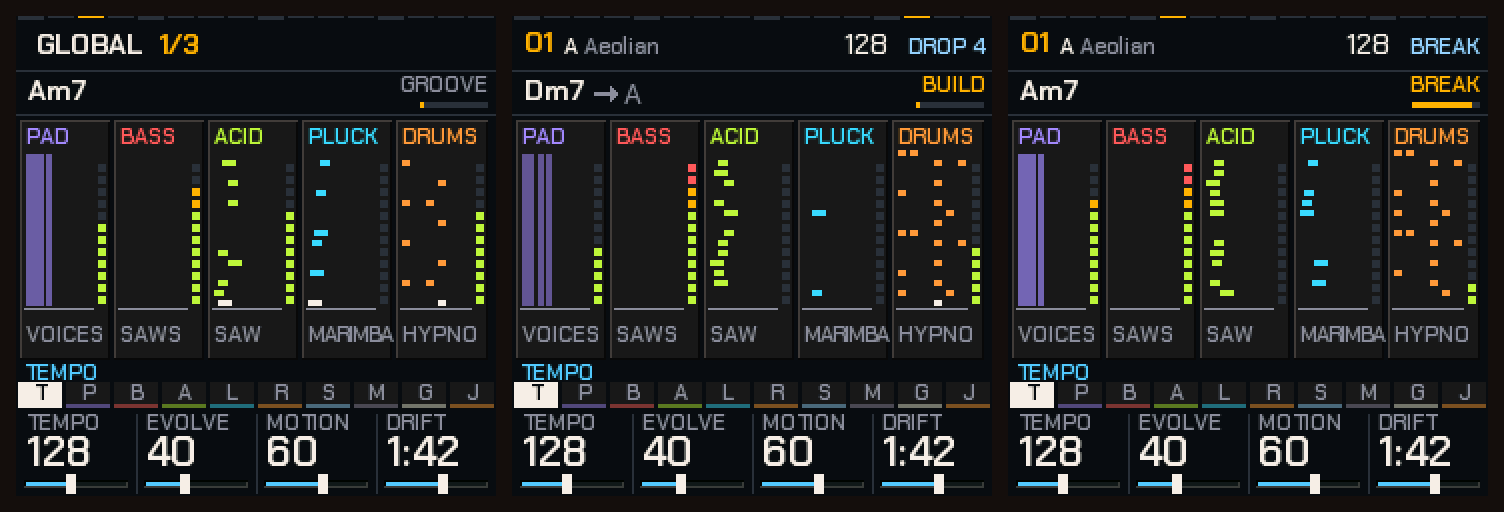 GLOBAL 1/3
Am7 GROOVE
PAD BASS ACID PLUCK DRUMS
VOICES SAWS SAW MARIMBA HYPNO
TEMPO
T P B A L R S M G J
TEMPO EVOLVE MOTION DRIFT
128 40 60 1:42
01 A Aeolian 128 DROP 4
Dm7 → A BUILD
PAD BASS ACID PLUCK DRUMS
VOICES SAWS SAW MARIMBA HYPNO
TEMPO
T P B A L R S M G J
TEMPO EVOLVE MOTION DRIFT
128 40 60 1:42
01 A Aeolian 128 BREAK
Am7 BREAK
PAD BASS ACID PLUCK DRUMS
VOICES SAWS SAW MARIMBA HYPNO
TEMPO
T P B A L R S M G J
TEMPO EVOLVE MOTION DRIFT
128 40 60 1:42